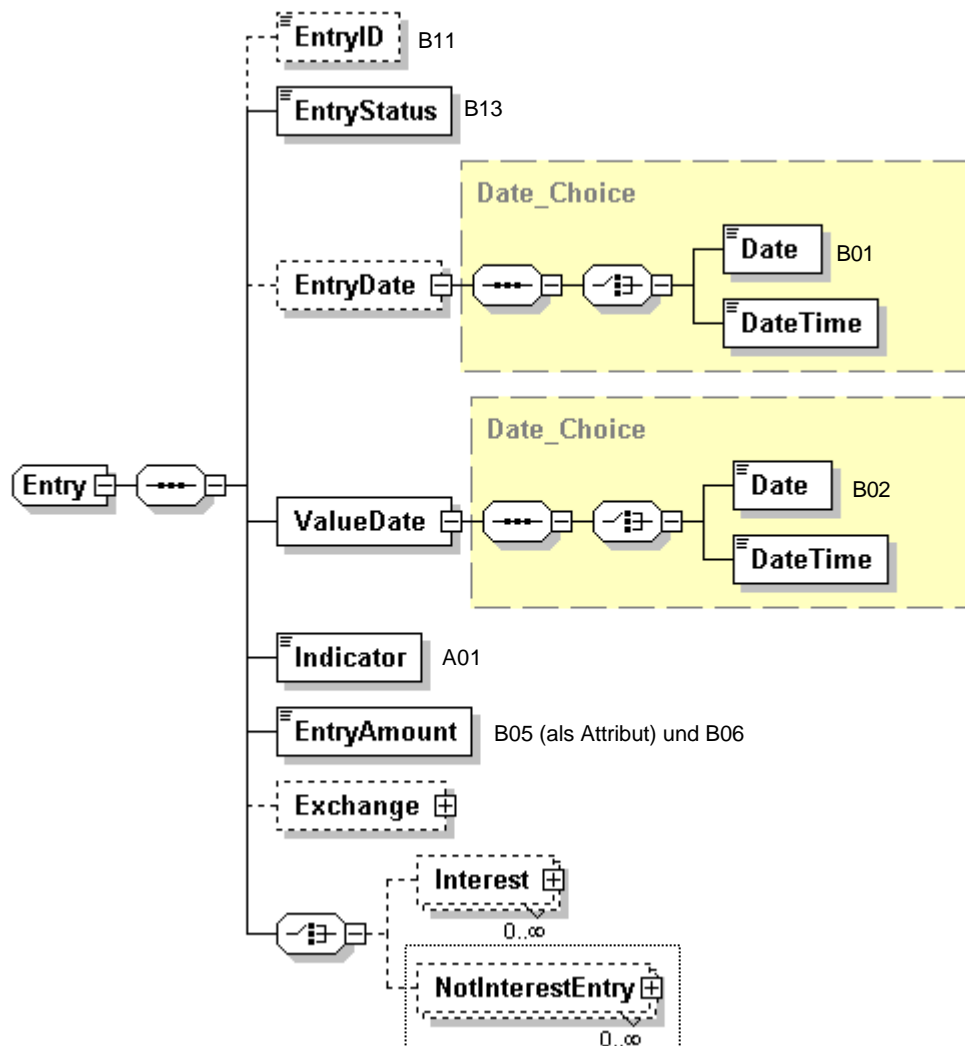 EntryID B11
EntryStatus B13
Date_Choice
Date B01
EntryDate
DateTime
Date_Choice
Date B02
Entry
ValueDate
DateTime
Indicator A01
EntryAmount B05 (als Attribut) und B06
Exchange
Interest
0..∞
NotInterestEntry
0..∞